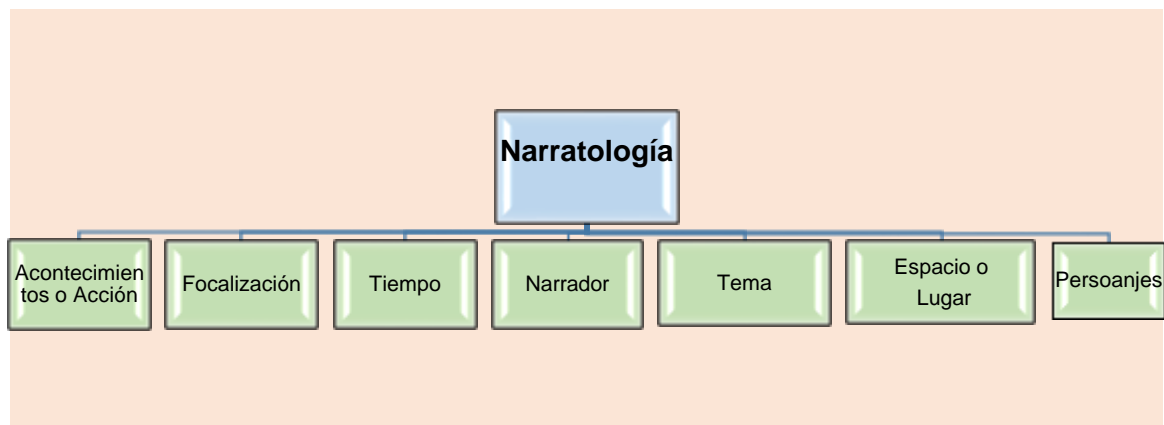 Narratología
Acontecimien
tos o Acción
Focalización
Tiempo
Narrador
Tema
Espacio o
Lugar
Persoanjes